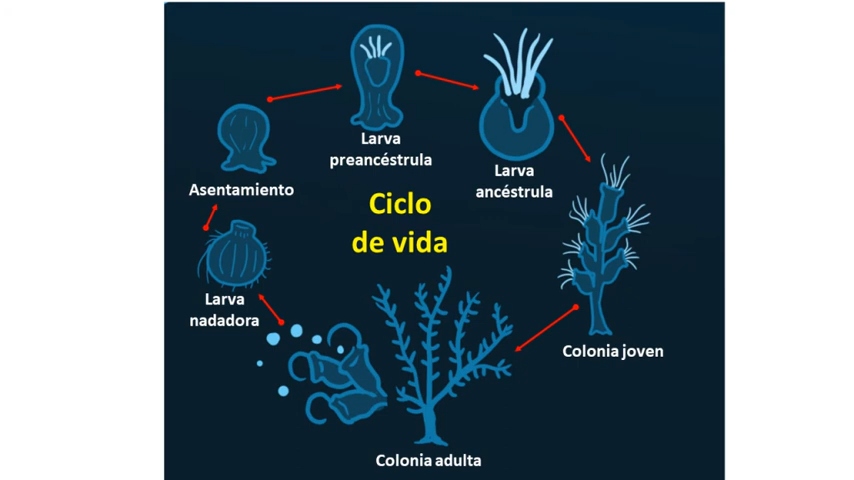 Larva
preancéstrula
Larva
ancéstrula
Asentamiento
Ciclo
de vida
Larva
nadadora
Colonia joven
Colonia adulta